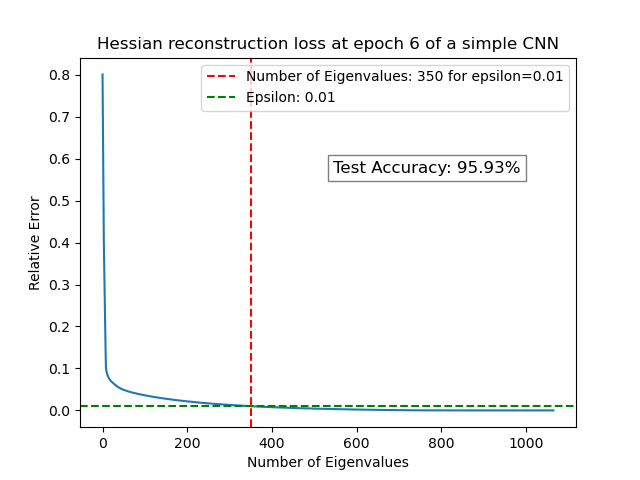 Hessian reconstruction loss at epoch 6 of a simple CNN
Number of Eigenvalues: 350 for epsilon=0.01
Epsilon: 0.01
Test Accuracy: 95.93%
Relative Error
0.8
0.7
0.6
0.5
0.4
0.3
0.2
0.1
0.0
0 200 400 600 800 1000
Number of Eigenvalues